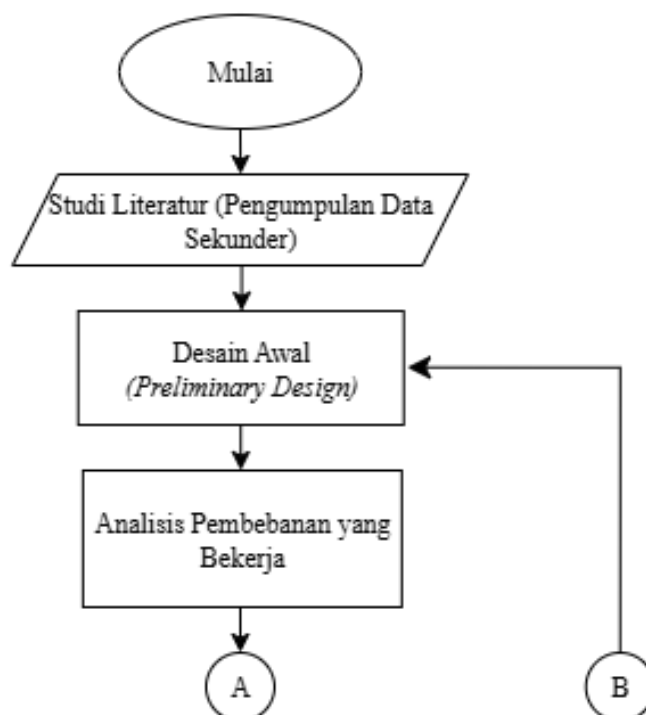 Mulai
Studi Literatur (Pengumpulan Data
Sekunder)
Desain Awal
(Preliminary Design)
Analisis Pembebanan yang
Bekerja
A
B